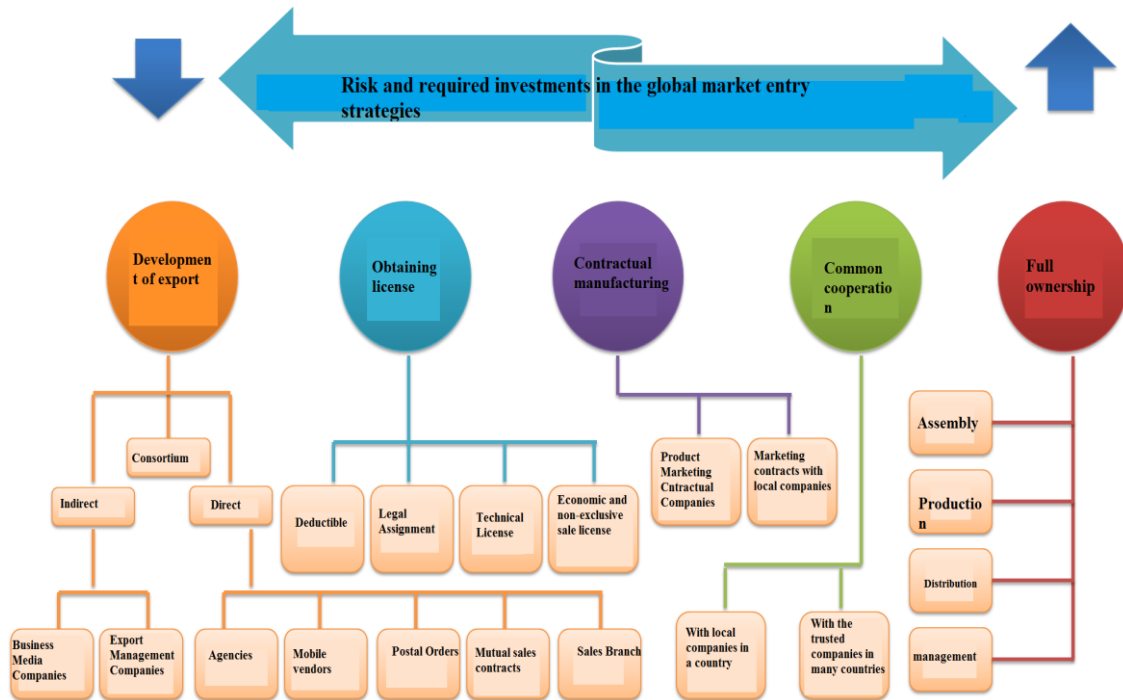 Risk and required investments in the global market entry
strategies
Developmen
t of export
Obtaining
license
Contractual
manufacturing
Common
cooperatio
n
Full
ownership
Consortium
Indirect
Direct
Business
Media
Companies
Export
Management
Companies
Agencies
Mobile
vendors
Postal Orders
Mutual sales
contracts
Sales Branch
Deductible
Legal
Assignment
Technical
License
Economic and
non-exclusive
sale license
Product
Marketing
Cntractual
Companies
Marketing
contracts with
local companies
With local
companies in
a country
With the
trusted
companies in
many countries
Assembly
Productio
n
Distribution
management